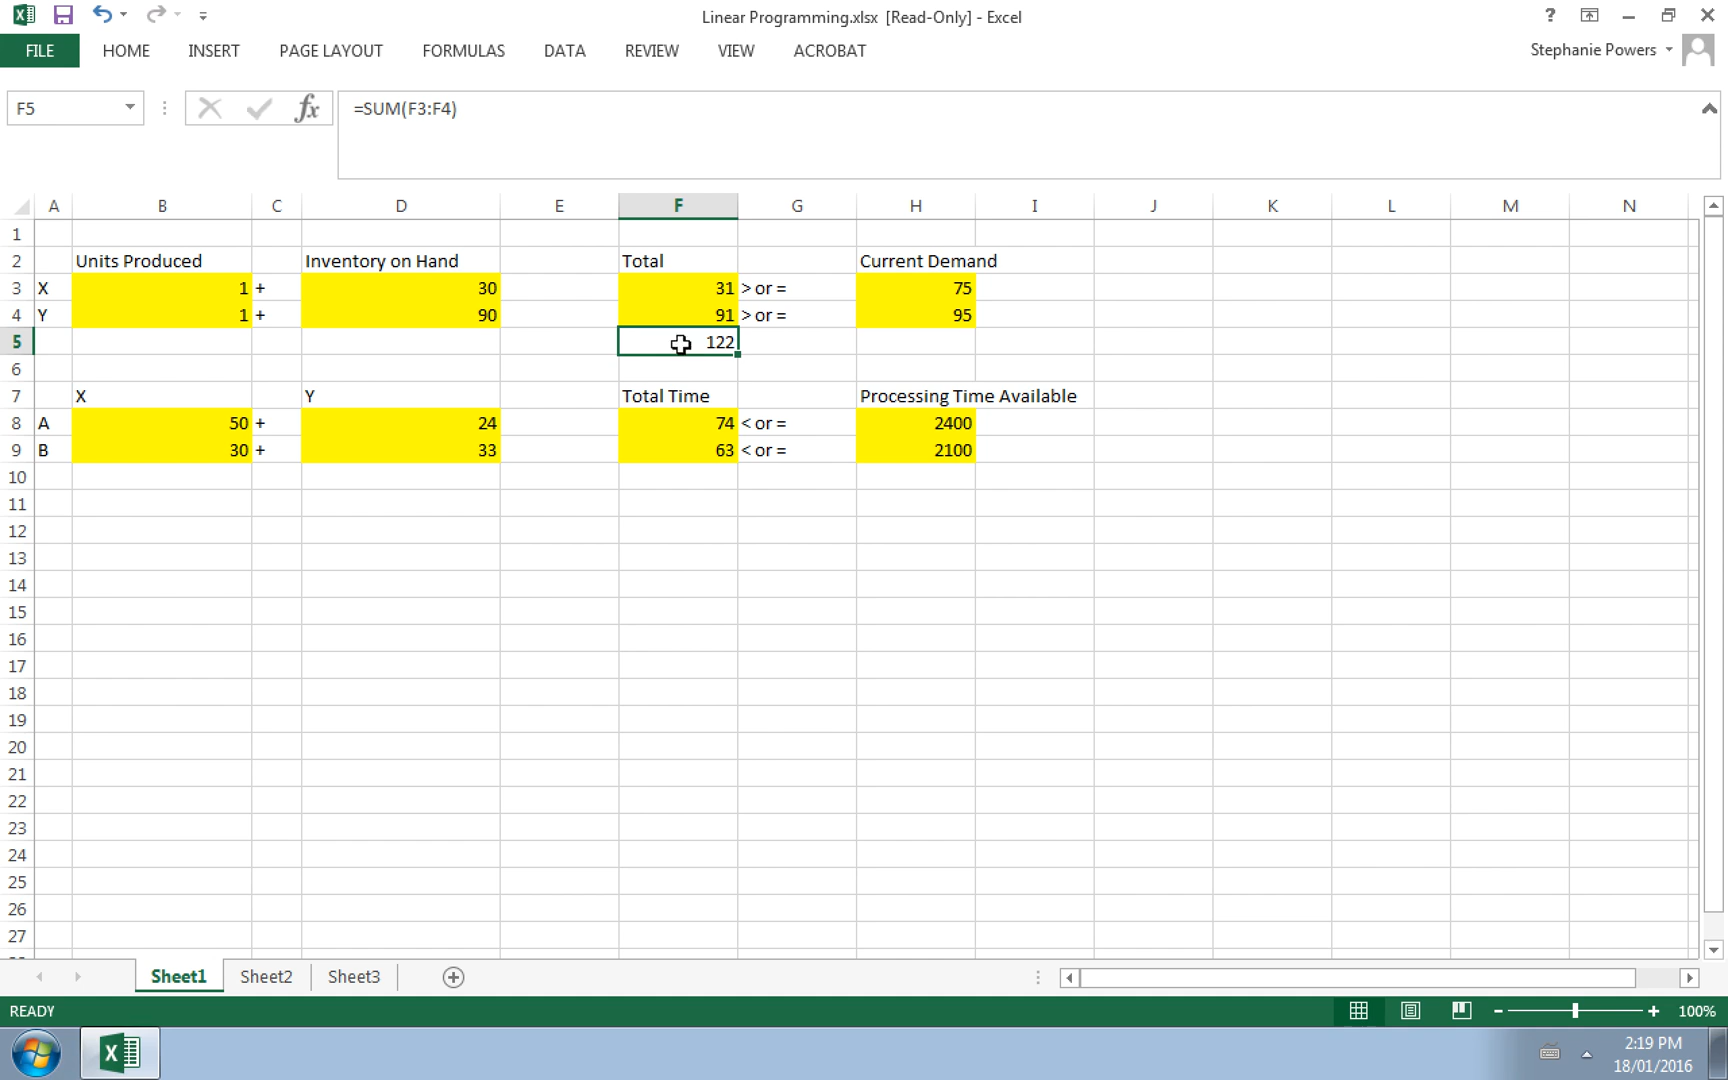 Linear Programming.xlsx [Read-Only] - Excel
FILE HOME INSERT PAGE LAYOUT FORMULAS DATA REVIEW VIEW ACROBAT Stephanie Powers
F5 fx =SUM(F3:F4)
A B C D E F G H I J K L M N
1
2 Units Produced Inventory on Hand Total Current Demand
3 X 1 + 30 31 > or = 75
4 Y 1 + 90 91 > or = 95
5 122
6
7 X Y Total Time Processing Time Available
8 A 50 + 24 74 < or = 2400
9 B 30 + 33 63 < or = 2100
10
11
12
13
14
15
16
17
18
19
20
21
22
23
24
25
26
27
Sheet1 Sheet2 Sheet3
READY 100%
2:19 PM
18/01/2016